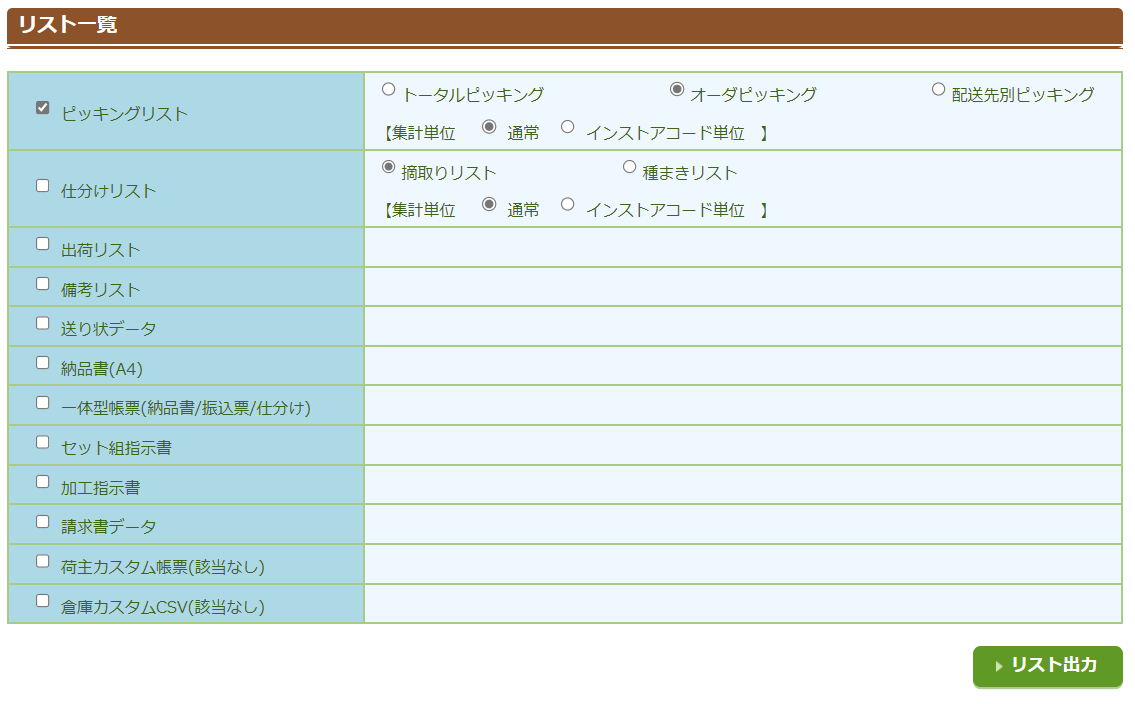 リスト一覧
ピッキングリスト
トータルピッキング オーダピッキング 配送先別ピッキング
【集計単位 通常 インストアコード単位 】
仕分けリスト
摘取りリスト 種まきリスト
【集計単位 通常 インストアコード単位 】
出荷リスト
備考リスト
送り状データ
納品書(A4)
一体型帳票(納品書/振込票/仕分け)
セット組指示書
加工指示書
請求書データ
荷主カスタム帳票(該当なし)
倉庫カスタムCSV(該当なし)
リスト出力